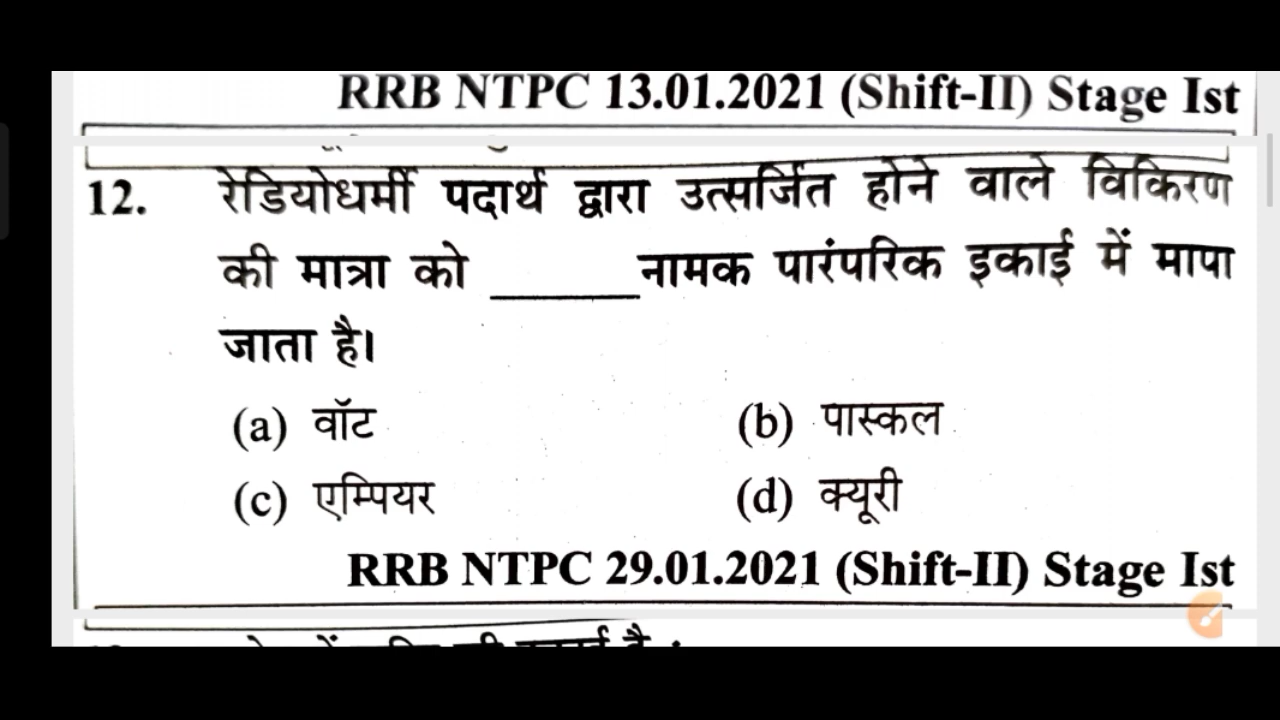 RRB NTPC 13.01.2021 (Shift-II) Stage Ist
12. रेडियोधर्मी पदार्थ द्वारा उत्सर्जित होने वाले विकिरण
की मात्रा को ______नामक पारंपरिक इकाई में मापा
जाता है।
(a) वॉट (b) पास्कल
(c) एम्पियर (d) क्यूरी
RRB NTPC 29.01.2021 (Shift-II) Stage Ist